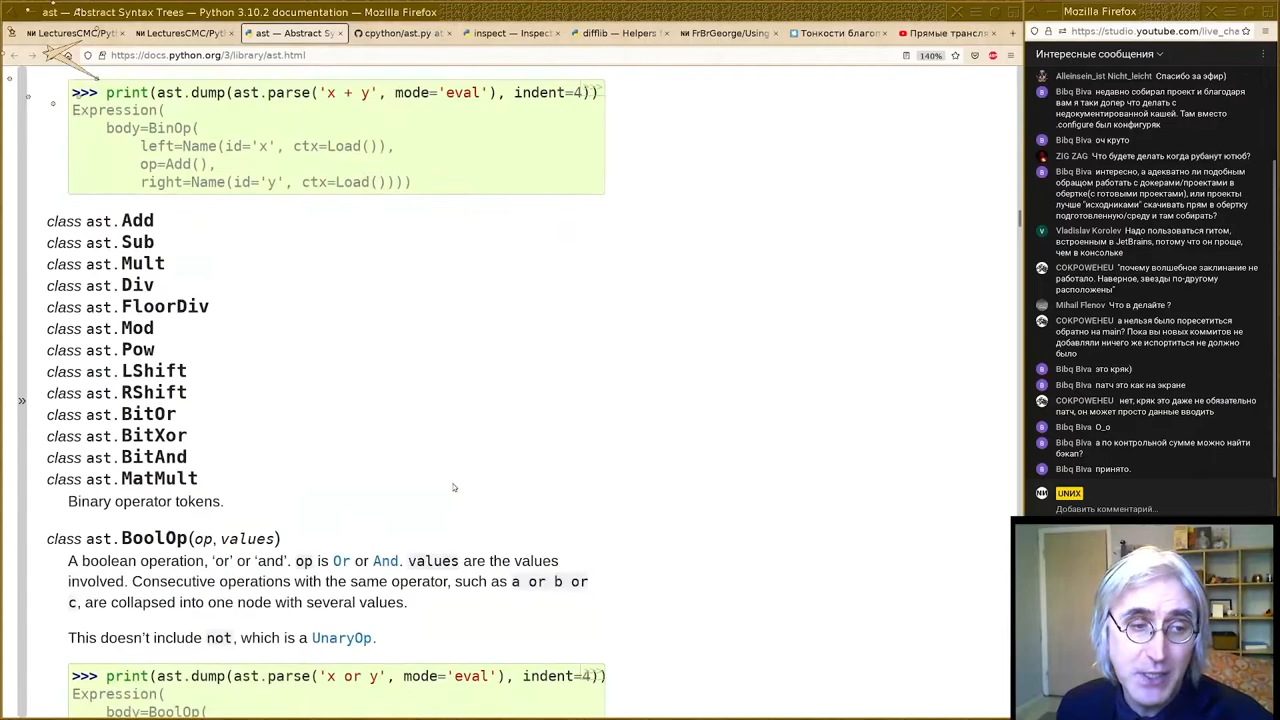 ast — Abstract Syntax Trees — Python 3.10.2 documentation — Mozilla Firefox
LecturesCMC/Pyth
LecturesCMC/Pyth
ast — Abstract Sy
cpython/ast.py at
inspect — Inspect
difflib — Helpers f
FrBrGeorge/Using
Тонкости благоп
Прямые трансл
https://docs.python.org/3/library/ast.html
140%
>>> print(ast.dump(ast.parse('x + y', mode='eval'), indent=4))
Expression(
body=BinOp(
left=Name(id='x', ctx=Load()),
op=Add(),
right=Name(id='y', ctx=Load())))
class ast.Add
class ast.Sub
class ast.Mult
class ast.Div
class ast.FloorDiv
class ast.Mod
class ast.Pow
class ast.LShift
class ast.RShift
class ast.BitOr
class ast.BitXor
class ast.BitAnd
class ast.MatMult
Binary operator tokens.
class ast.BoolOp(op, values)
A boolean operation, ‘or’ or ‘and’. op is Or or And. values are the values
involved. Consecutive operations with the same operator, such as a or b or
c, are collapsed into one node with several values.
This doesn’t include not, which is a UnaryOp.
>>> print(ast.dump(ast.parse('x or y', mode='eval'), indent=4))
Expression(
body=BoolOp(
Mozilla Firefox
https://studio.youtube.com/live_cha
Интересные сообщения
Alleinsein_ist Nicht_leicht Спасибо за эфир)
Bibq Biva недавно собирал проект и благодаря
вам я таки допер что делать с
недокументированной кашей. Там вместо
.configure был конфигуряк
Bibq Biva оч круто
ZIG ZAG Что будете делать когда рубанут ютюб?
Bibq Biva интересно, а адекватно ли подобным
образом работать с докерами/проектами в
обертке(с готовыми проектами), или проекты
лучше "исходниками" скачивать прям в обертку
подготовленную/среду и там собирать?
Vladislav Korolev Надо пользоваться гитом,
встроенным в JetBrains, потому что он проще,
чем в консольке
COKPOWEHEU "почему волшебное заклинание не
работало. Наверное, звезды по-другому
расположены"
Mihail Flenov Что в делайте ?
COKPOWEHEU а нельзя было поресетиться
обратно на main? Пока вы новых коммитов не
добавляли ничего же испортиться не должно
было
Bibq Biva это кряк)
Bibq Biva патч это как на экране
COKPOWEHEU нет, кряк это даже не обязательно
патч, он может просто данные вводить
Bibq Biva О_о
Bibq Biva а по контрольной сумме можно найти
бэкап?
Bibq Biva принято.
UNИX
Добавить комментарий...